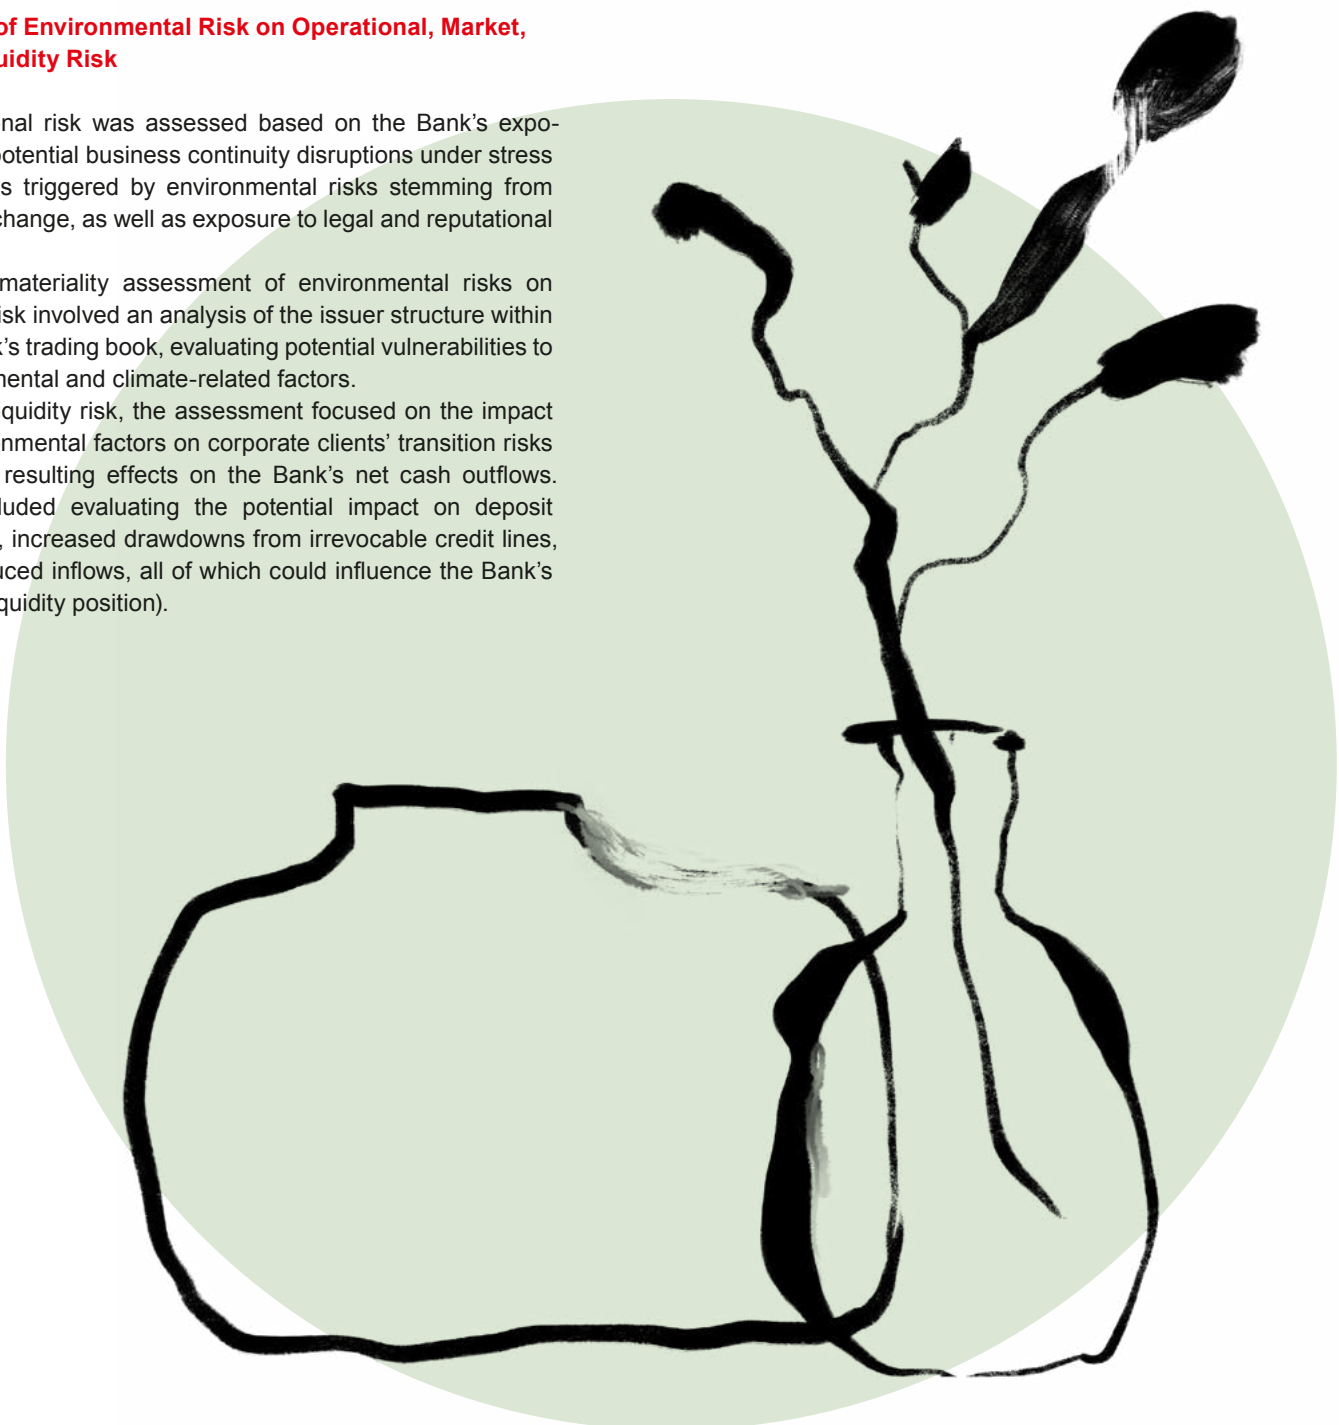 of Environmental Risk on Operational, Market,
uidity Risk
onal risk was assessed based on the Bank’s expo-
potential business continuity disruptions under stress
s triggered by environmental risks stemming from
change, as well as exposure to legal and reputational
materiality assessment of environmental risks on
isk involved an analysis of the issuer structure within
k’s trading book, evaluating potential vulnerabilities to
mental and climate-related factors.
quidity risk, the assessment focused on the impact
onmental factors on corporate clients’ transition risks
resulting effects on the Bank’s net cash outflows.
luded evaluating the potential impact on deposit
, increased drawdowns from irrevocable credit lines,
uced inflows, all of which could influence the Bank’s
quidity position).